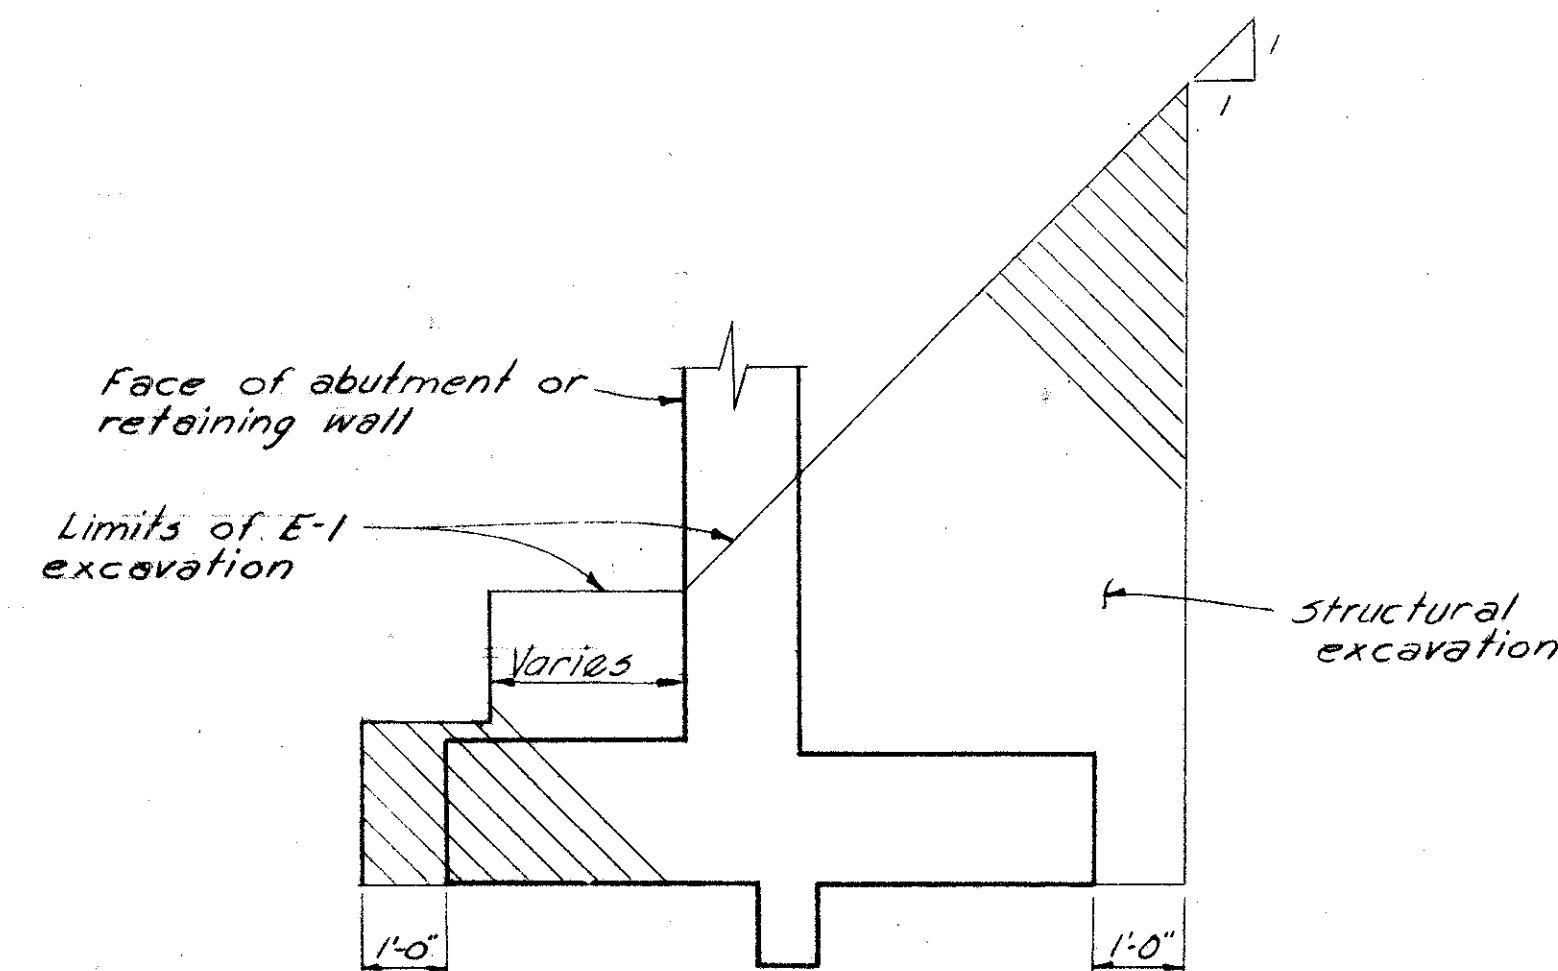 1
1
Face of abutment or
retaining wall
Limits of E-1
excavation
Structural
excavation
Varies
1'-0"
1'-0"